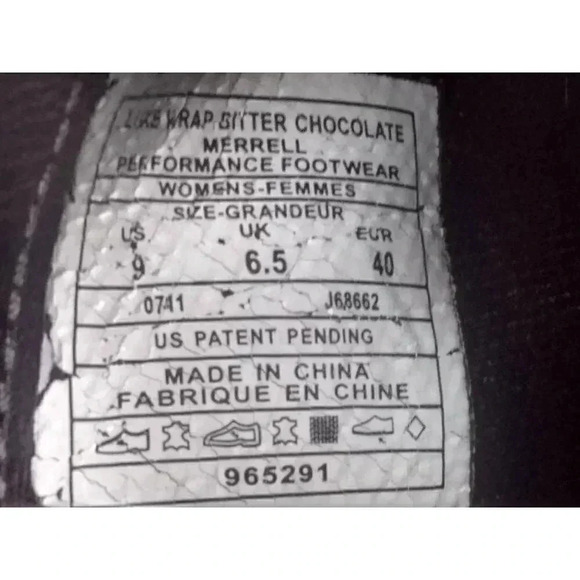 WRAP BITTER CHOCOLATE
MERRELL
PERFORMANCE FOOTWEAR
WOMENS-FEMMES
SIZE-GRANDEUR
US UK EUR
9 6.5 40
0741 J68662
US PATENT PENDING
MADE IN CHINA
FABRIQUE EN CHINE
965291